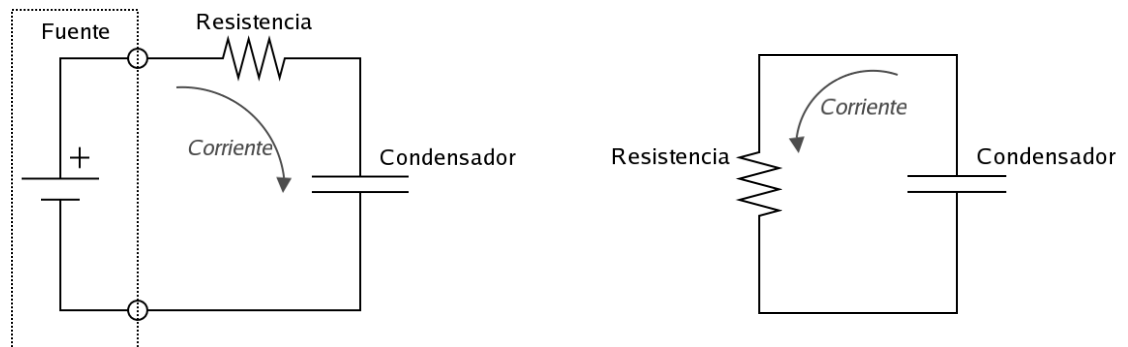 Fuente
Resistencia
+
Corriente
Condensador
Corriente
Resistencia
Condensador